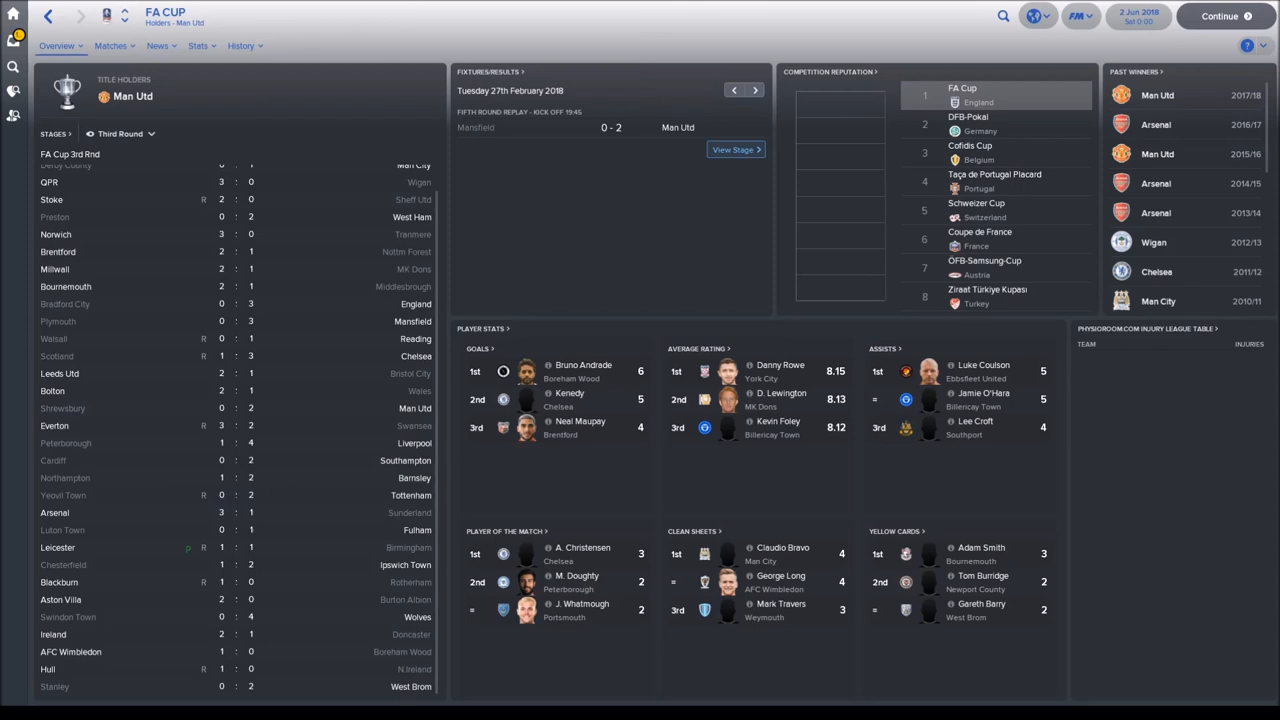 FA CUP
Holders - Man Utd
FM
2 Jun 2018
Sat 0:00
Continue
Overview
Matches
News
Stats
History
?
TITLE HOLDERS
Man Utd
STAGES >
Third Round
FA Cup 3rd Rnd
Derby County 0 : 1 Man City
QPR 3 : 0 Wigan
Stoke R 2 : 0 Sheff Utd
Preston 0 : 2 West Ham
Norwich 3 : 0 Tranmere
Brentford 2 : 1 Nottm Forest
Millwall 2 : 1 MK Dons
Bournemouth 2 : 1 Middlesbrough
Bradford City 0 : 3 England
Plymouth 0 : 3 Mansfield
Walsall R 0 : 1 Reading
Scotland R 1 : 3 Chelsea
Leeds Utd 2 : 1 Bristol City
Bolton 2 : 1 Wales
Shrewsbury 0 : 2 Man Utd
Everton R 3 : 2 Swansea
Peterborough 1 : 4 Liverpool
Cardiff 0 : 2 Southampton
Northampton 1 : 2 Barnsley
Yeovil Town R 0 : 2 Tottenham
Arsenal 3 : 1 Sunderland
Luton Town 0 : 1 Fulham
Leicester p R 1 : 1 Birmingham
Chesterfield 1 : 2 Ipswich Town
Blackburn R 1 : 0 Rotherham
Aston Villa 2 : 0 Burton Albion
Swindon Town 0 : 4 Wolves
Ireland 2 : 1 Doncaster
AFC Wimbledon 1 : 0 Boreham Wood
Hull R 1 : 0 N.Ireland
Stanley 0 : 2 West Brom
FIXTURES/RESULTS >
Tuesday 27th February 2018
FIFTH ROUND REPLAY - KICK OFF 19:45
Mansfield 0 - 2 Man Utd
View Stage >
COMPETITION REPUTATION >
1 FA Cup
England
2 DFB-Pokal
Germany
3 Cofidis Cup
Belgium
4 Taça de Portugal Placard
Portugal
5 Schweizer Cup
Switzerland
6 Coupe de France
France
7 ÖFB-Samsung-Cup
Austria
8 Ziraat Türkiye Kupası
Turkey
PAST WINNERS >
Man Utd 2017/18
Arsenal 2016/17
Man Utd 2015/16
Arsenal 2014/15
Arsenal 2013/14
Wigan 2012/13
Chelsea 2011/12
Man City 2010/11
PLAYER STATS >
GOALS >
1st Bruno Andrade 6
Boreham Wood
2nd Kenedy 5
Chelsea
3rd Neal Maupay 4
Brentford
AVERAGE RATING >
1st Danny Rowe 8.15
York City
2nd D. Lewington 8.13
MK Dons
3rd Kevin Foley 8.12
Billericay Town
ASSISTS >
1st Luke Coulson 5
Ebbsfleet United
= Jamie O'Hara 5
Billericay Town
3rd Lee Croft 4
Southport
PLAYER OF THE MATCH >
1st A. Christensen 3
Chelsea
2nd M. Doughty 2
Peterborough
= J. Whatmough 2
Portsmouth
CLEAN SHEETS >
1st Claudio Bravo 4
Man City
= George Long 4
AFC Wimbledon
3rd Mark Travers 3
Weymouth
YELLOW CARDS >
1st Adam Smith 3
Bournemouth
2nd Tom Burridge 2
Newport County
= Gareth Barry 2
West Brom
PHYSIOROOM.COM INJURY LEAGUE TABLE >
TEAM INJURIES